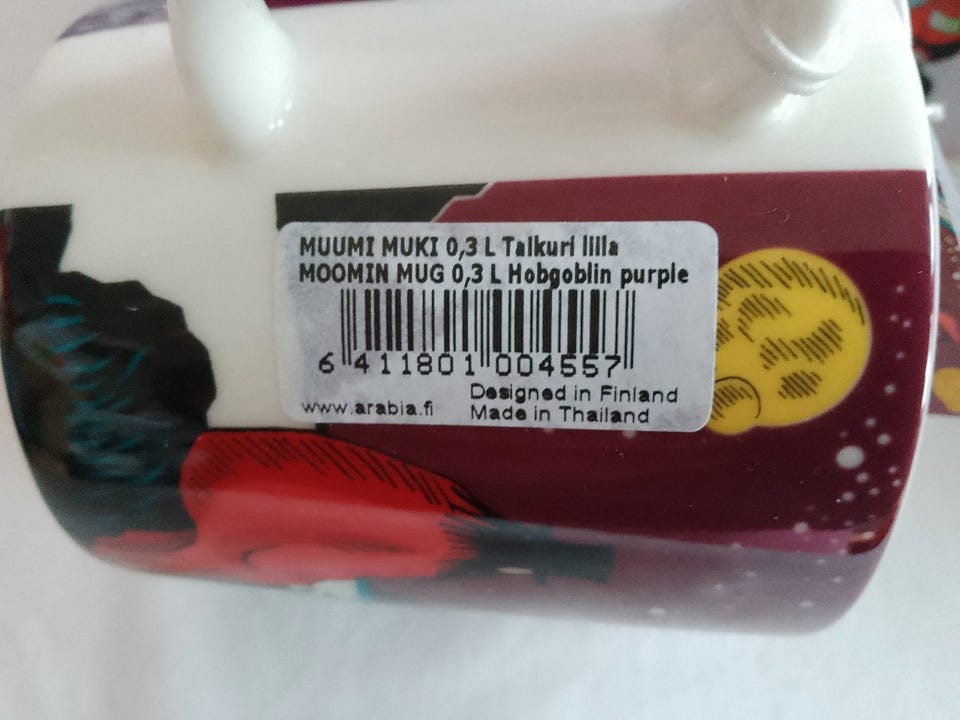 MUUMI MUKI 0,3 L Taikuri liila
MOOMIN MUG 0,3 L Hobgoblin purple
6 411801 004557
www.arabia.fi
Designed in Finland
Made in Thailand